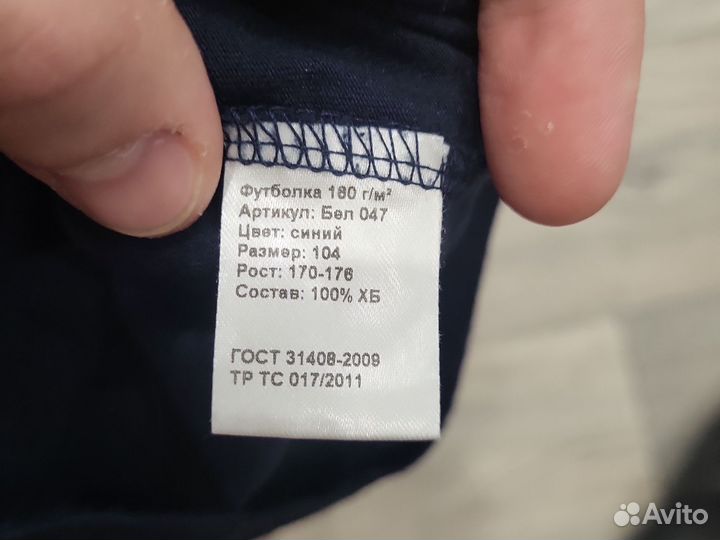 Футболка 180 г/м²
Артикул: Бел 047
Цвет: синий
Размер: 104
Рост: 170-176
Состав: 100% ХБ
ГОСТ 31408-2009
ТР ТС 017/2011
Avito